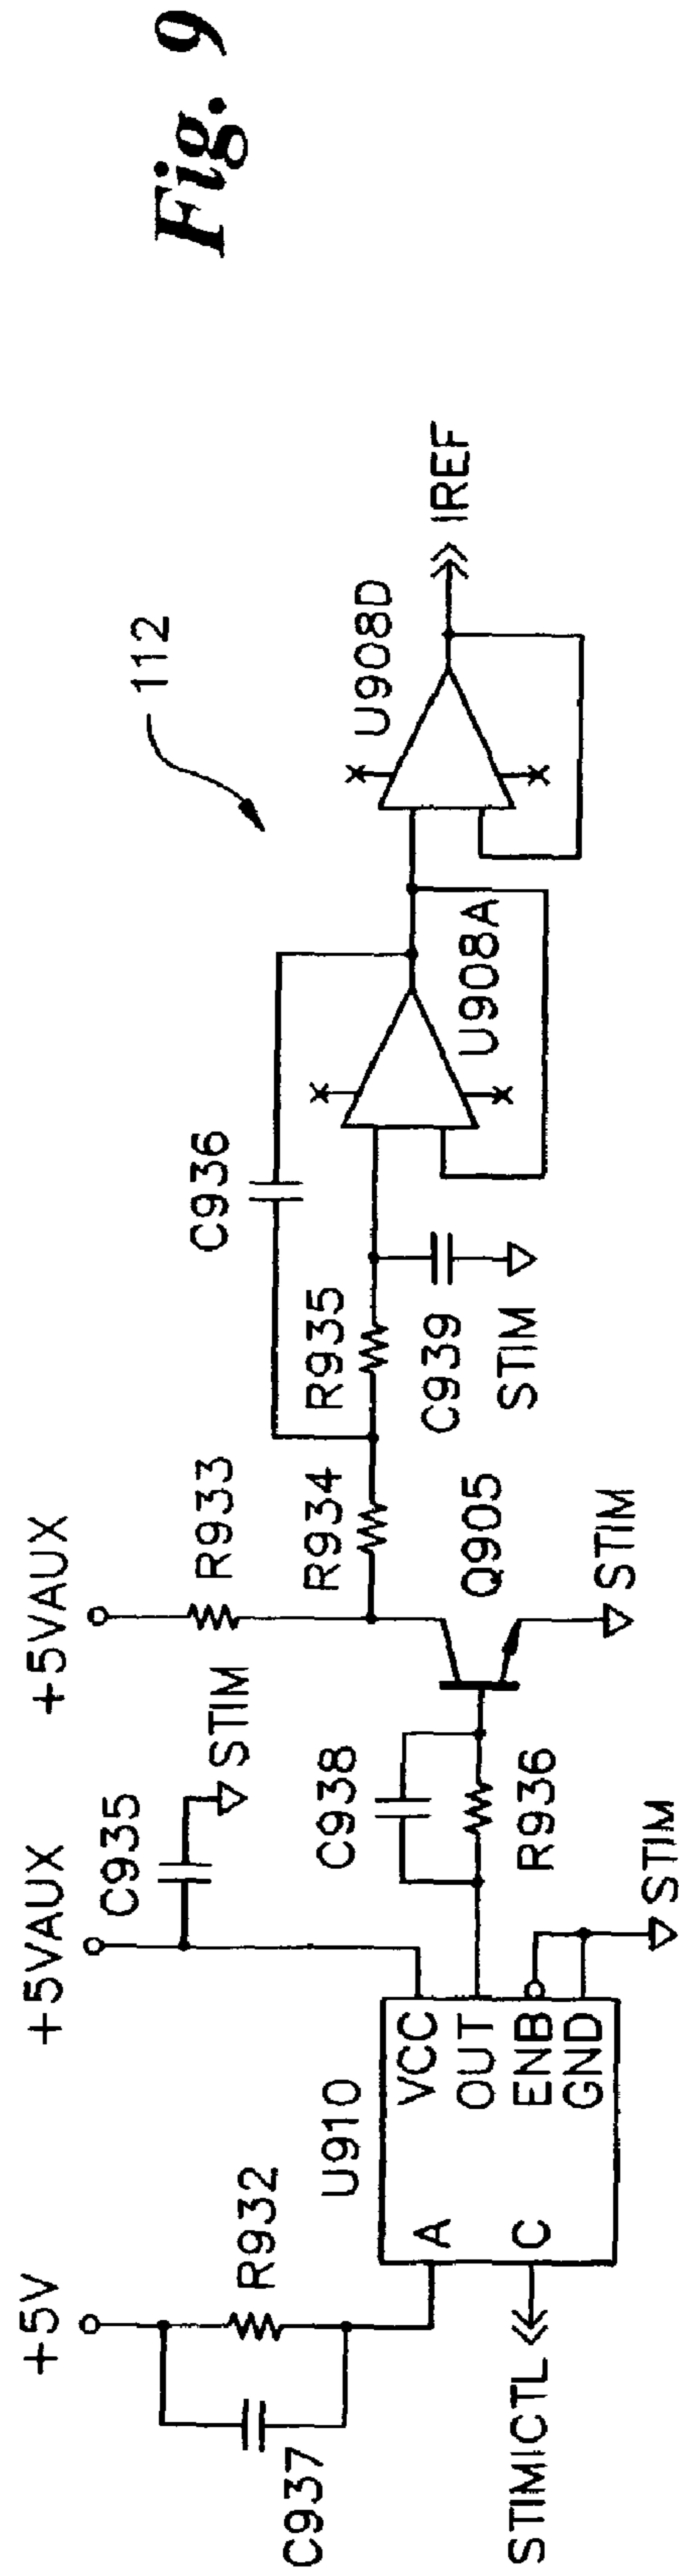 Fig. 9
112
+5V
+5VAUX
+5VAUX
C937
R932
C935
STIM
R933
U910
A
C
VCC
OUT
ENB
GND
STIMICTL
STIM
C938
R936
Q905
STIM
R934
R935
C936
C939
STIM
U908A
U908D
IREF